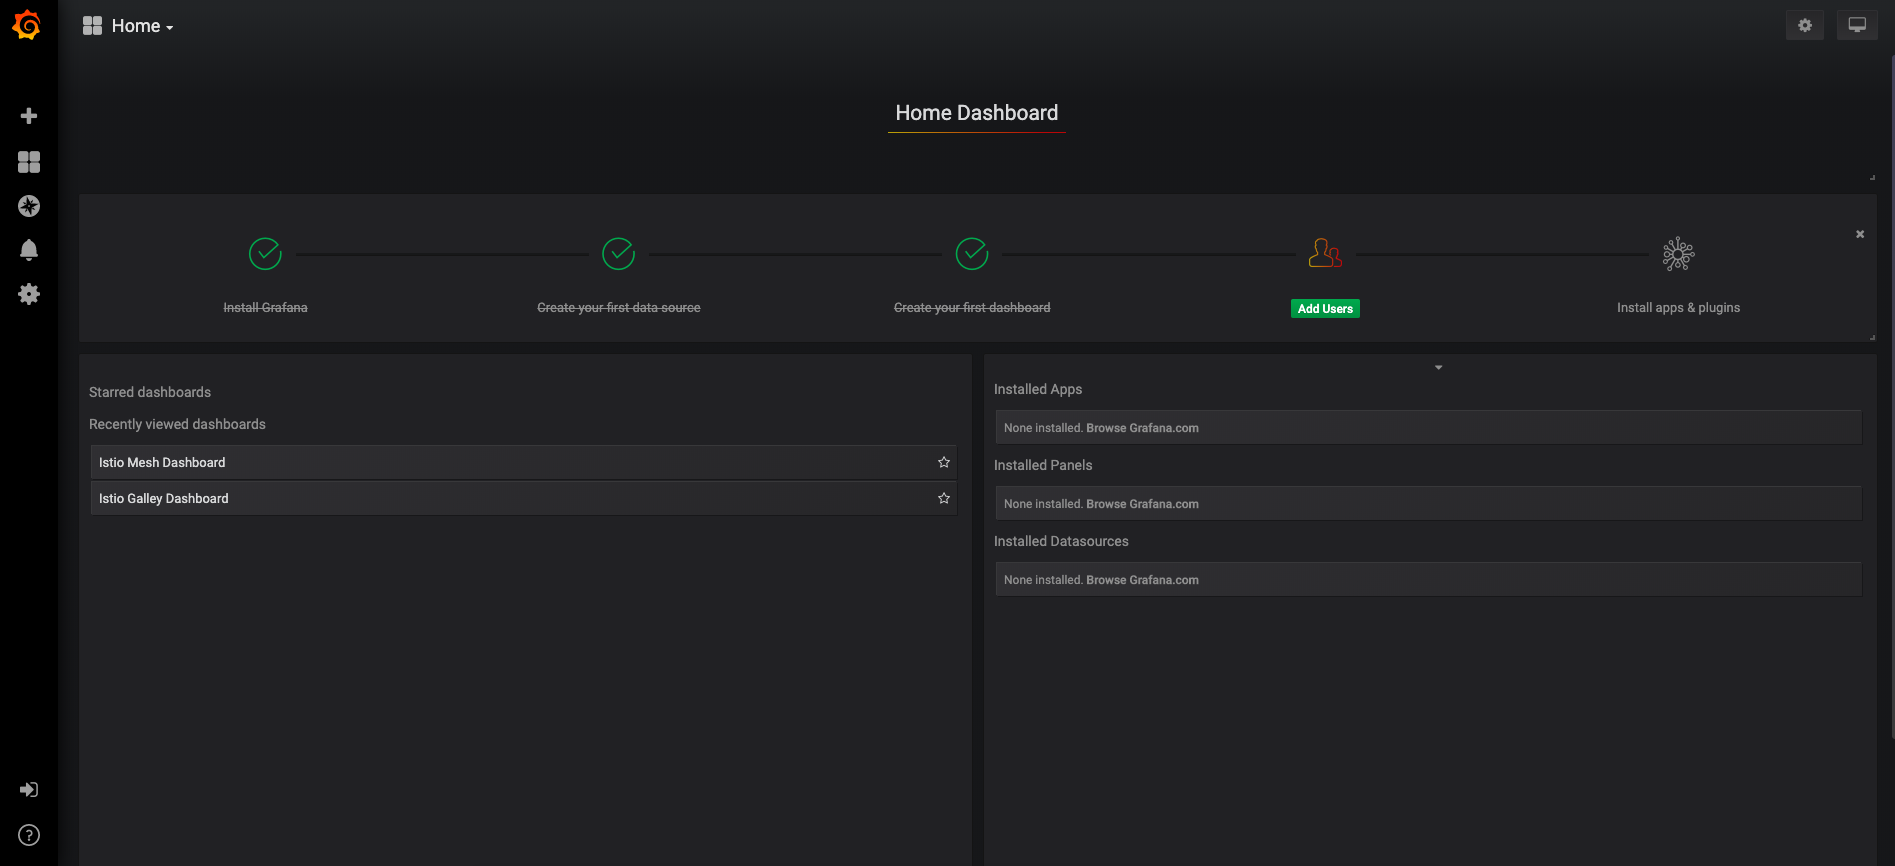 Home
Home Dashboard
Install Grafana
Create your first data source
Create your first dashboard
Add Users
Install apps & plugins
Starred dashboards
Recently viewed dashboards
Istio Mesh Dashboard
Istio Galley Dashboard
Installed Apps
None installed. Browse Grafana.com
Installed Panels
None installed. Browse Grafana.com
Installed Datasources
None installed. Browse Grafana.com